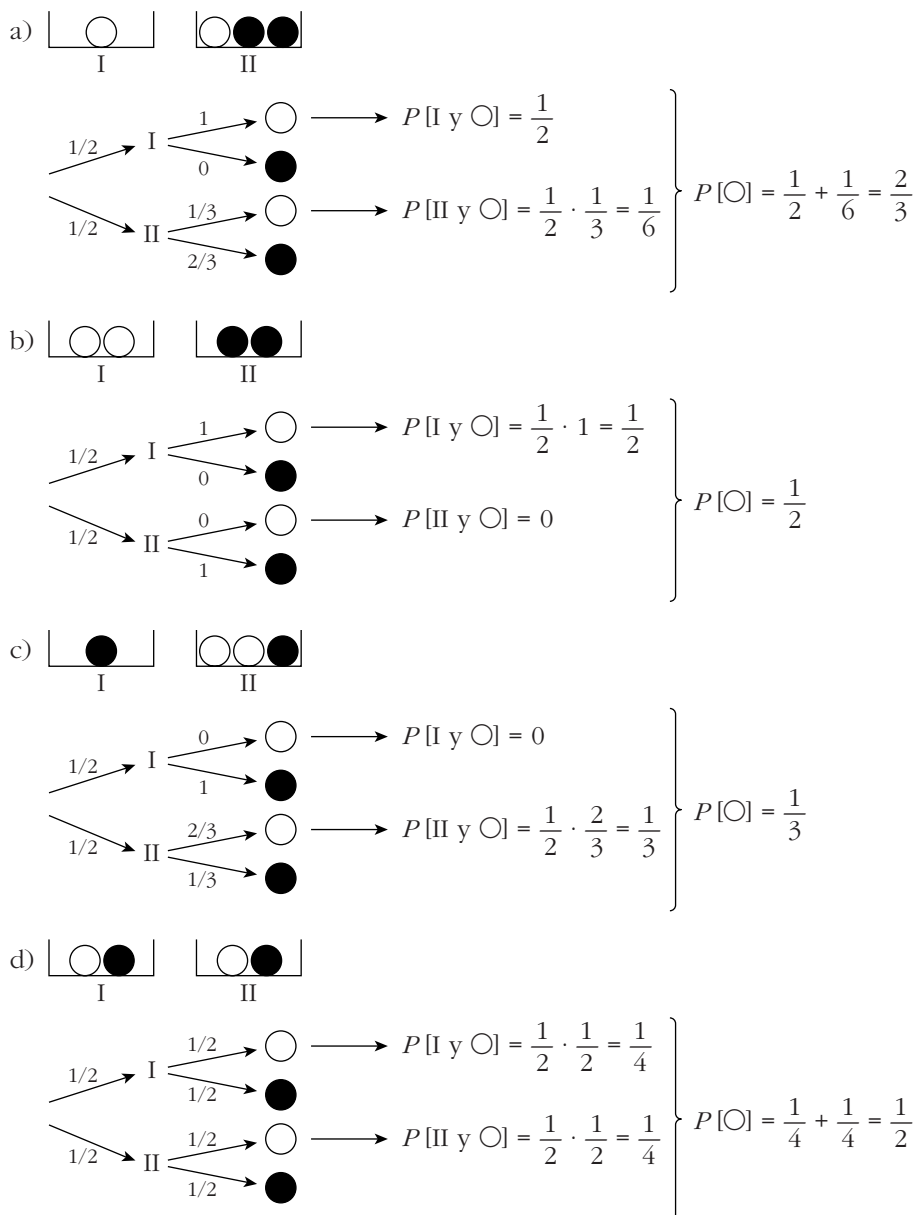 a)
I II
1/2 I 1 0
1/2 II 1/3 2/3
P [I y ○] = 1/2
P [II y ○] = 1/2 · 1/3 = 1/6
P [○] = 1/2 + 1/6 = 2/3
b)
I II
1/2 I 1 0
1/2 II 0 1
P [I y ○] = 1/2 · 1 = 1/2
P [II y ○] = 0
P [○] = 1/2
c)
I II
1/2 I 0 1
1/2 II 2/3 1/3
P [I y ○] = 0
P [II y ○] = 1/2 · 2/3 = 1/3
P [○] = 1/3
d)
I II
1/2 I 1/2 1/2
1/2 II 1/2 1/2
P [I y ○] = 1/2 · 1/2 = 1/4
P [II y ○] = 1/2 · 1/2 = 1/4
P [○] = 1/4 + 1/4 = 1/2